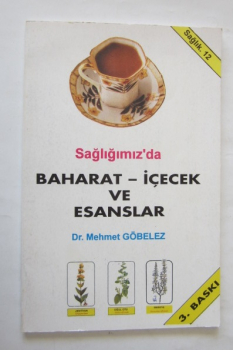 Sağlık, 12
Sağlığımız'da
BAHARAT – İÇECEK
VE
ESANSLAR
Dr. Mehmet GÖBELEZ
3. BASKI